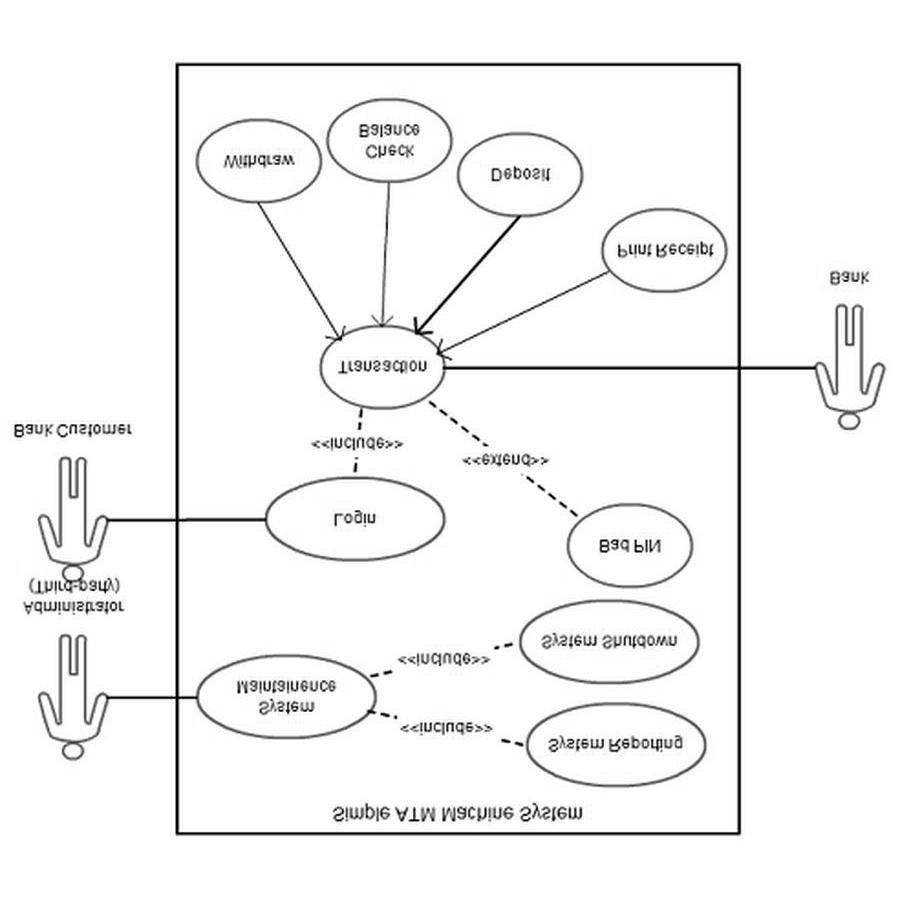 Simple ATM Machine System
System Reporting
<<include>>
System
Maintainence
<<include>>
System Shutdown
Administrator
(Third-party)
Bad PIN
Login
<<extend>>
<<include>>
Bank Customer
Transaction
Bank
Print Receipt
Deposit
Check
Balance
Withdraw